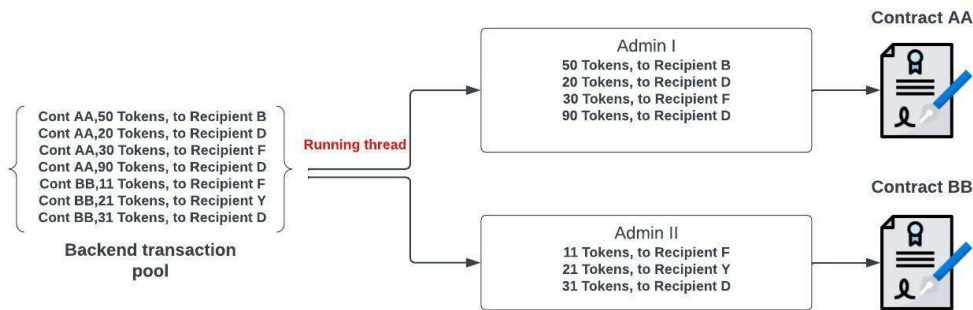 Cont AA,50 Tokens, to Recipient B
Cont AA,20 Tokens, to Recipient D
Cont AA,30 Tokens, to Recipient F
Cont AA,90 Tokens, to Recipient D
Cont BB,11 Tokens, to Recipient F
Cont BB,21 Tokens, to Recipient Y
Cont BB,31 Tokens, to Recipient D
Backend transaction
pool
Running thread
Admin I
50 Tokens, to Recipient B
20 Tokens, to Recipient D
30 Tokens, to Recipient F
90 Tokens, to Recipient D
Contract AA
Admin II
11 Tokens, to Recipient F
21 Tokens, to Recipient Y
31 Tokens, to Recipient D
Contract BB